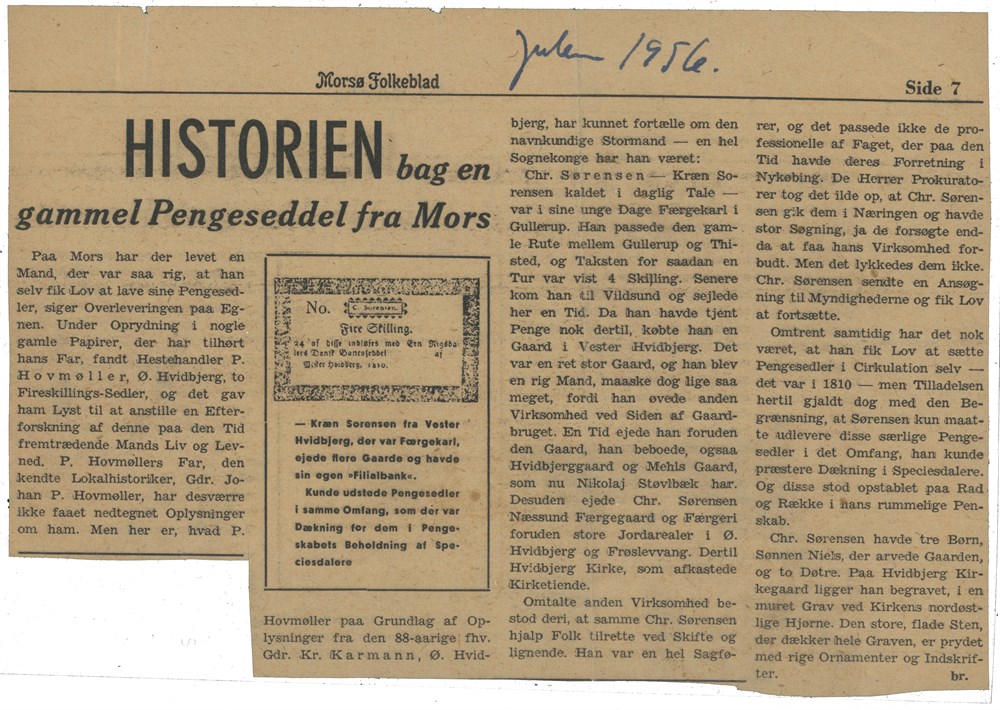 Julen 1956.
Morsø Folkeblad
Side 7
HISTORIEN bag en
gammel Pengeseddel fra Mors
Paa Mors har der levet en
Mand, der var saa rig, at han
selv fik Lov at lave sine Pengesed-
ler, siger Overleveringen paa Eg-
nen. Under Oprydning i nogle
gamle Papirer, der har tilhørt
hans Far, fandt Hestehandler P.
Hovmøller, Ø. Hvidbjerg, to
Fireskillings-Sedler, og det gav
ham Lyst til at anstille en Efter-
forskning af denne paa den Tid
fremtrædende Mands Liv og Lev-
ned. P. Hovmøllers Far, den
kendte Lokalhistoriker, Gdr. Jo-
han P. Hovmøller, har desværre
ikke faaet nedtegnet Oplysninger
om ham. Men her er, hvad P.
No.
C. Sørensen.
Fire Skilling.
24 af disse indløses med Een Rigsda-
lers Dansk Bancoseddel af
Vester Hvidberg, 1810.
— Kræn Sørensen fra Vester
Hvidbjerg, der var Færgekarl,
ejede flere Gaarde og havde
sin egen »Filialbank«.
Kunde udstede Pengesedler
i samme Omfang, som der var
Dækning for dem i Penge-
skabets Beholdning af Spe-
ciesdalere
Hovmøller paa Grundlag af Op-
lysninger fra den 88-aarige fhv.
Gdr. Kr. Karmann, Ø. Hvid-
bjerg, har kunnet fortælle om den
navnkundige Stormand — en hel
Sognekonge har han været:
Chr. Sørensen — Kræn Sø-
rensen kaldet i daglig Tale —
var i sine unge Dage Færgekarl i
Gullerup. Han passede den gam-
le Rute mellem Gullerup og Thi-
sted, og Taksten for saadan en
Tur var vist 4 Skilling. Senere
kom han til Vildsund og sejlede
her en Tid. Da han havde tjent
Penge nok dertil, købte han en
Gaard i Vester Hvidbjerg. Det
var en ret stor Gaard, og han blev
en rig Mand, maaske dog lige saa
meget, fordi han øvede anden
Virksomhed ved Siden af Gaard-
bruget. En Tid ejede han foruden
den Gaard, han beboede, ogsaa
Hvidbjerggaard og Mehls Gaard,
som nu Nikolaj Støvlbæk har.
Desuden ejede Chr. Sørensen
Næssund Færgegaard og Færgeri
foruden store Jordarealer i Ø.
Hvidbjerg og Frøslevvang. Dertil
Hvidbjerg Kirke, som afkastede
Kirketiende.
Omtalte anden Virksomhed be-
stod deri, at samme Chr. Sørensen
hjalp Folk tilrette ved Skifte og
lignende. Han var en hel Sagfø-
rer, og det passede ikke de pro-
fessionelle af Faget, der paa den
Tid havde deres Forretning i
Nykøbing. De Herrer Prokurato-
rer tog det ilde op, at Chr. Søren-
sen gik dem i Næringen og havde
stor Søgning, ja de forsøgte end-
da at faa hans Virksomhed for-
budt. Men det lykkedes dem ikke.
Chr. Sørensen sendte en Ansøg-
ning til Myndighederne og fik Lov
at fortsætte.
Omtrent samtidig har det nok
været, at han fik Lov at sætte
Pengesedler i Cirkulation selv —
det var i 1810 — men Tilladelsen
hertil gjaldt dog med den Be-
grænsning, at Sørensen kun maat-
te udlevere disse særlige Penge-
sedler i det Omfang, han kunde
præstere Dækning i Speciesdalere.
Og disse stod opstablet paa Rad
og Række i hans rummelige Pen-
skab.
Chr. Sørensen havde tre Børn,
Sønnen Niels, der arvede Gaarden,
og to Døtre. Paa Hvidbjerg Kir-
kegaard ligger han begravet, i en
muret Grav ved Kirkens nordøst-
lige Hjørne. Den store, flade Sten,
der dækker hele Graven, er prydet
med rige Ornamenter og Indskrif-
ter.
br.